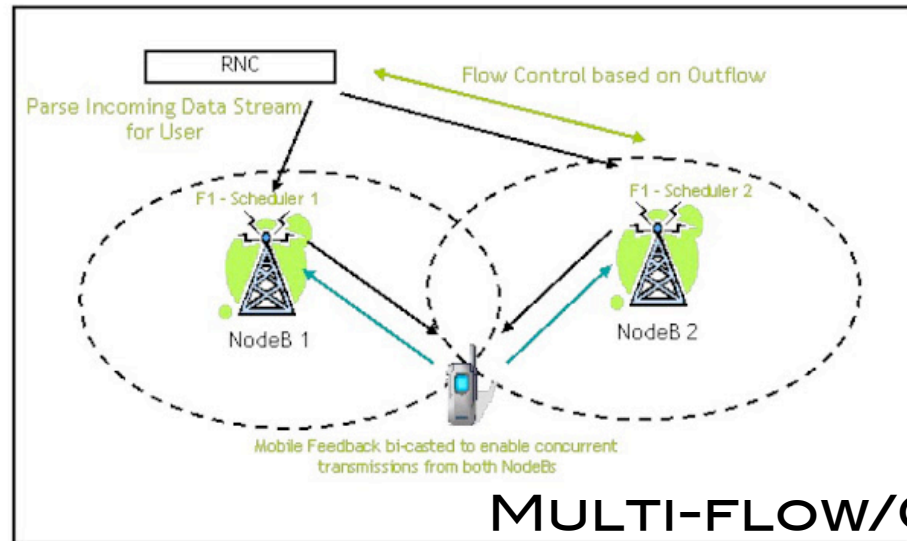 RNC
Flow Control based on Outflow
Parse Incoming Data Stream
for User
F1 - Scheduler 1
F1 - Scheduler 2
NodeB 1
NodeB 2
Mobile Feedback bi-casted to enable concurrent
transmissions from both NodeBs
MULTI-FLOW/